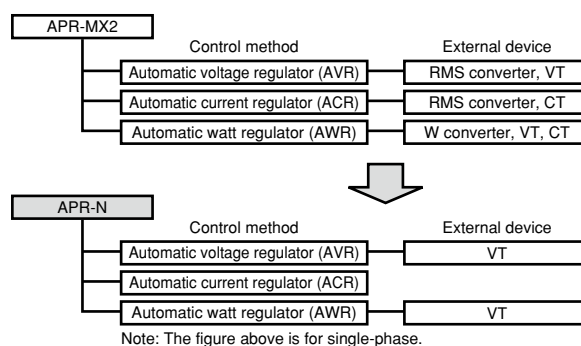 APR-MX2
Control method External device
Automatic voltage regulator (AVR) RMS converter, VT
Automatic current regulator (ACR) RMS converter, CT
Automatic watt regulator (AWR) W converter, VT, CT
APR-N
Control method External device
Automatic voltage regulator (AVR) VT
Automatic current regulator (ACR)
Automatic watt regulator (AWR) VT
Note: The figure above is for single-phase.